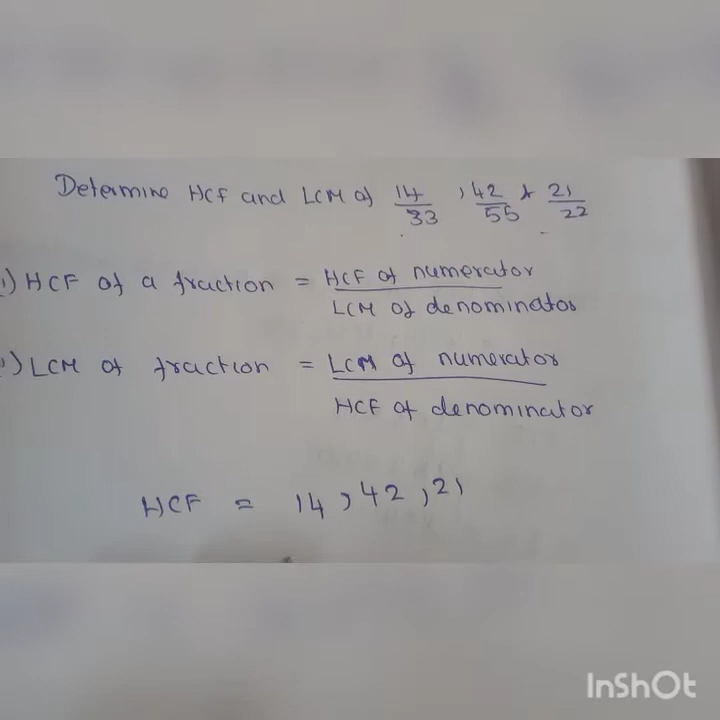 Determine HCF and LCM of 14/33 , 42/55 & 21/22
i) HCF of a fraction = HCF of numerator / LCM of denominator
) LCM of fraction = LCM of numerator / HCF of denominator
HCF = 14 , 42 , 21
InShOt